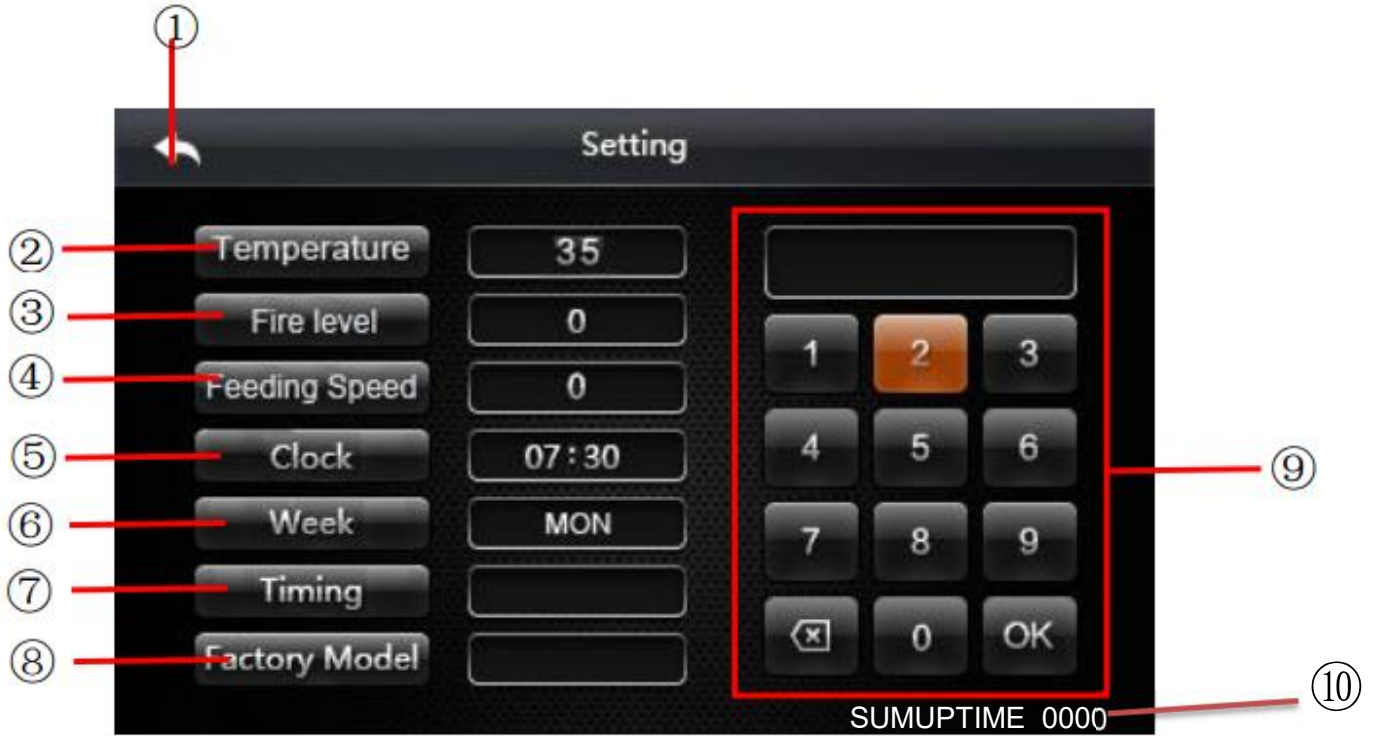 ①
Setting
② Temperature 35
③ Fire level 0
④ Feeding Speed 0
⑤ Clock 07:30
⑥ Week MON
⑦ Timing
⑧ Factory Model
1 2 3
4 5 6
7 8 9
0 OK
⑨
SUMUPTIME 0000
⑩